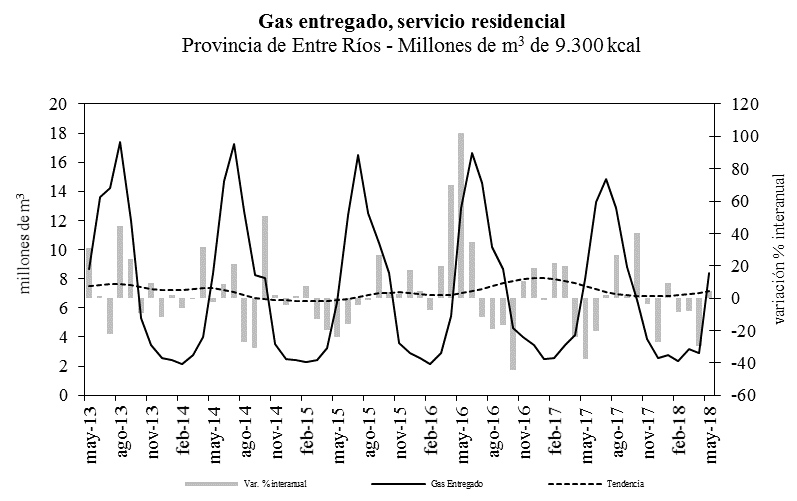 Gas entregado, servicio residencial
Provincia de Entre Ríos - Millones de m³ de 9.300 kcal
millones de m³
20
18
16
14
12
10
8
6
4
2
0
120
100
80
60
40
20
0
-20
-40
-60
variación % interanual
may-13
ago-13
nov-13
feb-14
may-14
ago-14
nov-14
feb-15
may-15
ago-15
nov-15
feb-16
may-16
ago-16
nov-16
feb-17
may-17
ago-17
nov-17
feb-18
may-18
Var. % interanual
Gas Entregado
Tendencia